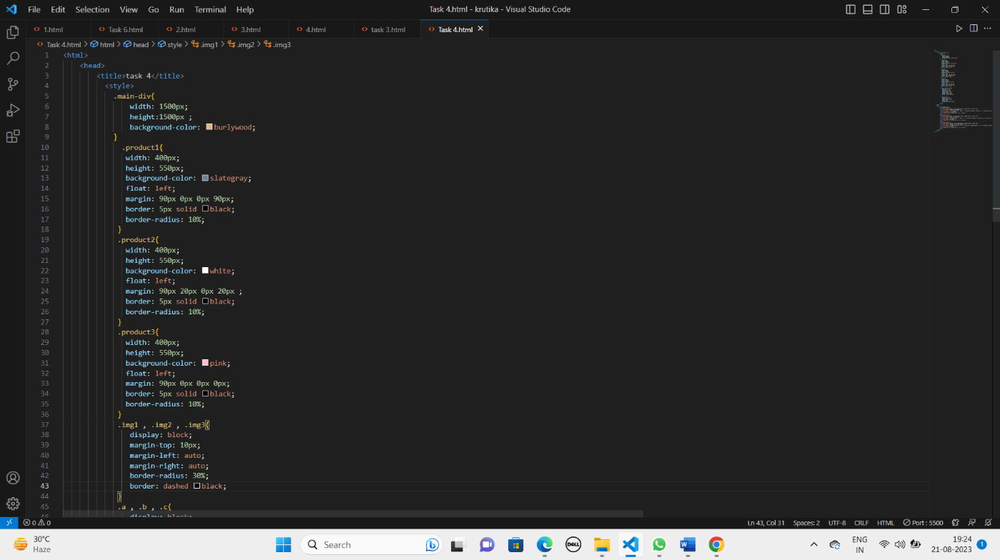 File Edit Selection View Go Run Terminal Help Task 4.html - krutika - Visual Studio Code
1.html Task 6.html 2.html 3.html 4.html task 3.html Task 4.html
Task 4.html > html > head > style > .img1 > .img2 > .img3
1 <html>
2 <head>
3 <title>task 4</title>
4 <style>
5 .main-div{
6 width: 1500px;
7 height:1500px ;
8 background-color: burlywood;
9 }
10 .product1{
11 width: 400px;
12 height: 550px;
13 background-color: slategray;
14 float: left;
15 margin: 90px 0px 0px 90px;
16 border: 5px solid black;
17 border-radius: 10%;
18 }
19 .product2{
20 width: 400px;
21 height: 550px;
22 background-color: white;
23 float: left;
24 margin: 90px 20px 0px 20px ;
25 border: 5px solid black;
26 border-radius: 10%;
27 }
28 .product3{
29 width: 400px;
30 height: 550px;
31 background-color: pink;
32 float: left;
33 margin: 90px 0px 0px 0px;
34 border: 5px solid black;
35 border-radius: 10%;
36 }
37 .img1 , .img2 , .img3{
38 display: block;
39 margin-top: 10px;
40 margin-left: auto;
41 margin-right: auto;
42 border-radius: 30%;
43 border: dashed black;
44 }
45 .a , .b , .c{
46 display: block;
0 0 Ln 43, Col 31 Spaces: 2 UTF-8 CRLF HTML Port : 5500
30°C
Haze
Search
DELL
ENG
IN
19:24
21-08-2023
1